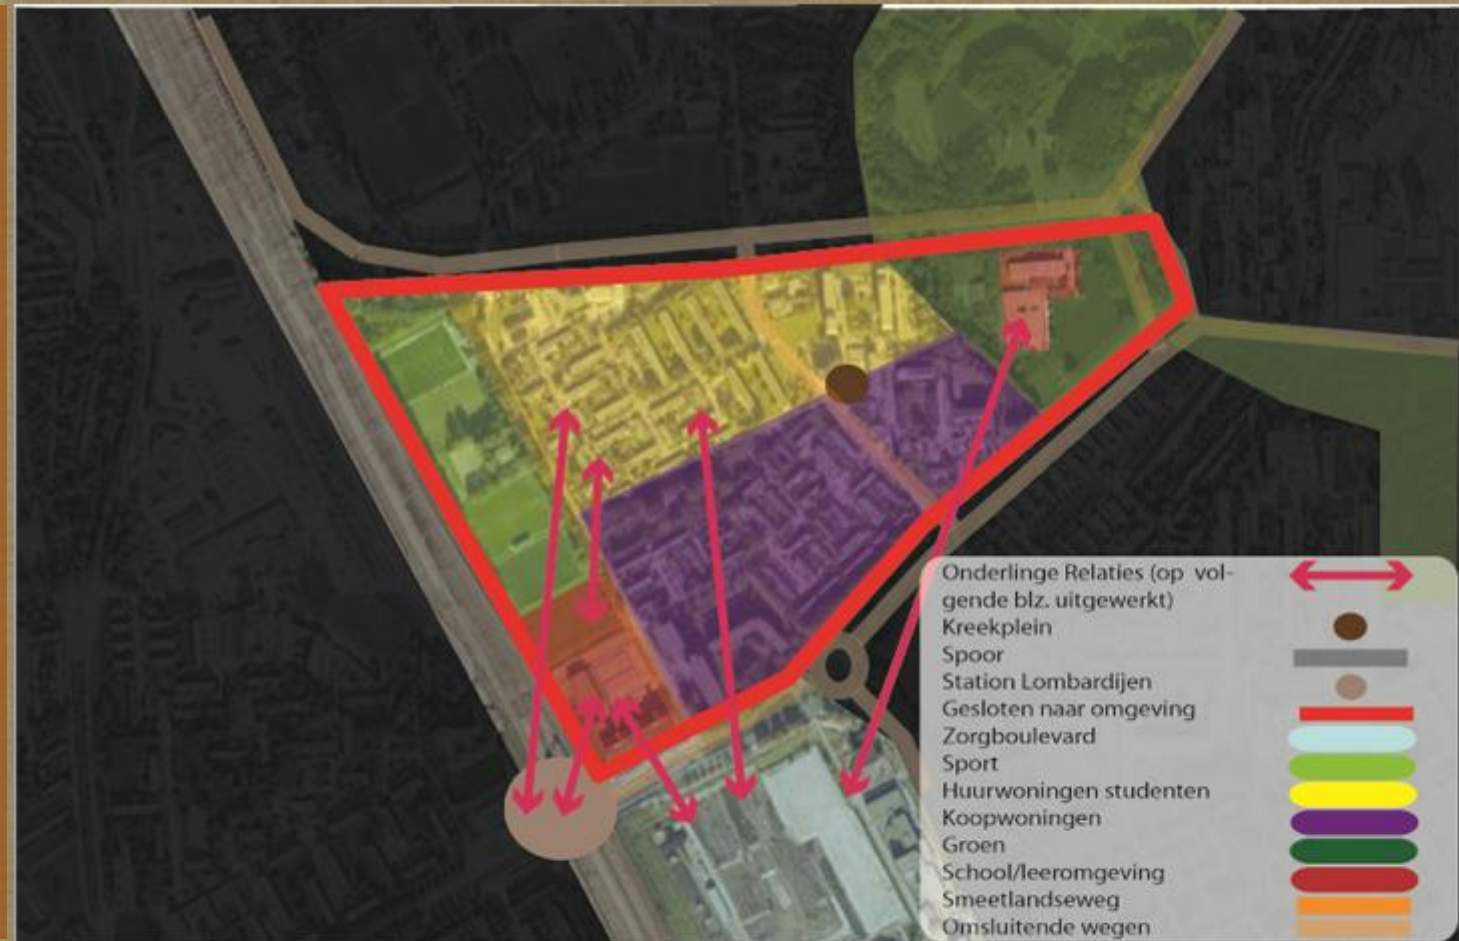 Onderlinge Relaties (op vol-
gende blz. uitgewerkt)
Kreekplein
Spoor
Station Lombardijen
Gesloten naar omgeving
Zorgboulevard
Sport
Huurwoningen studenten
Koopwoningen
Groen
School/leeromgeving
Smeetlandseweg
Omsluitende wegen